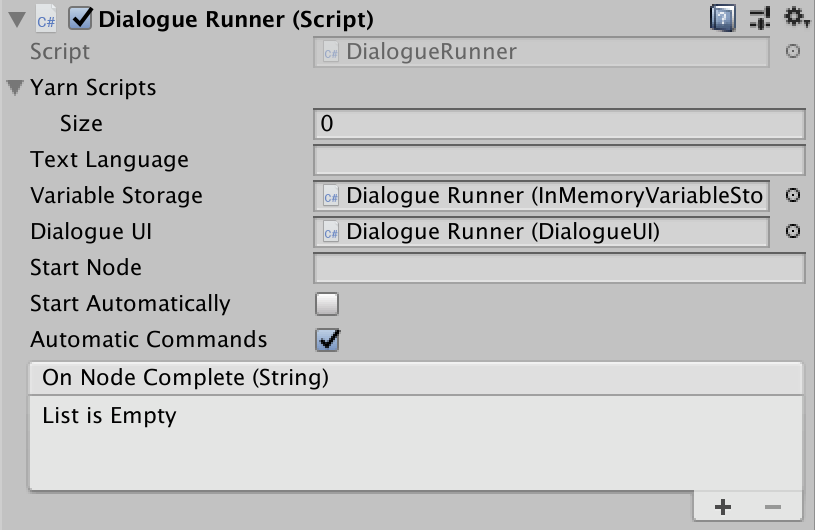 C# Dialogue Runner (Script)
Script C# DialogueRunner
Yarn Scripts
Size 0
Text Language
Variable Storage C# Dialogue Runner (InMemoryVariableSto
Dialogue UI C# Dialogue Runner (DialogueUI)
Start Node
Start Automatically
Automatic Commands
On Node Complete (String)
List is Empty